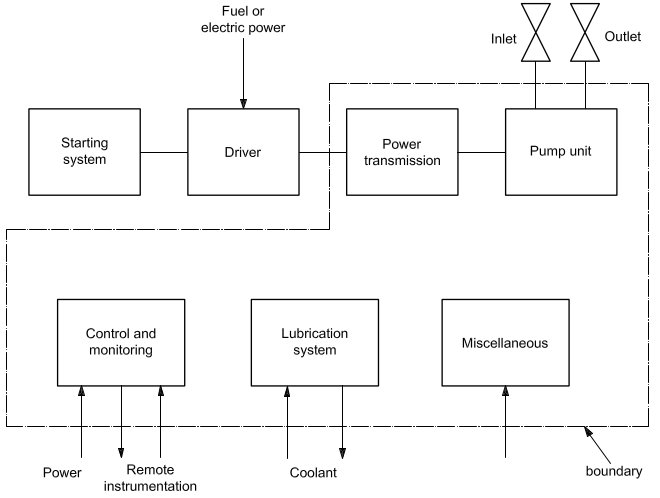 Fuel or
electric power
Inlet
Outlet
Starting
system
Driver
Power
transmission
Pump unit
Control and
monitoring
Lubrication
system
Miscellaneous
Power
Remote
instrumentation
Coolant
boundary